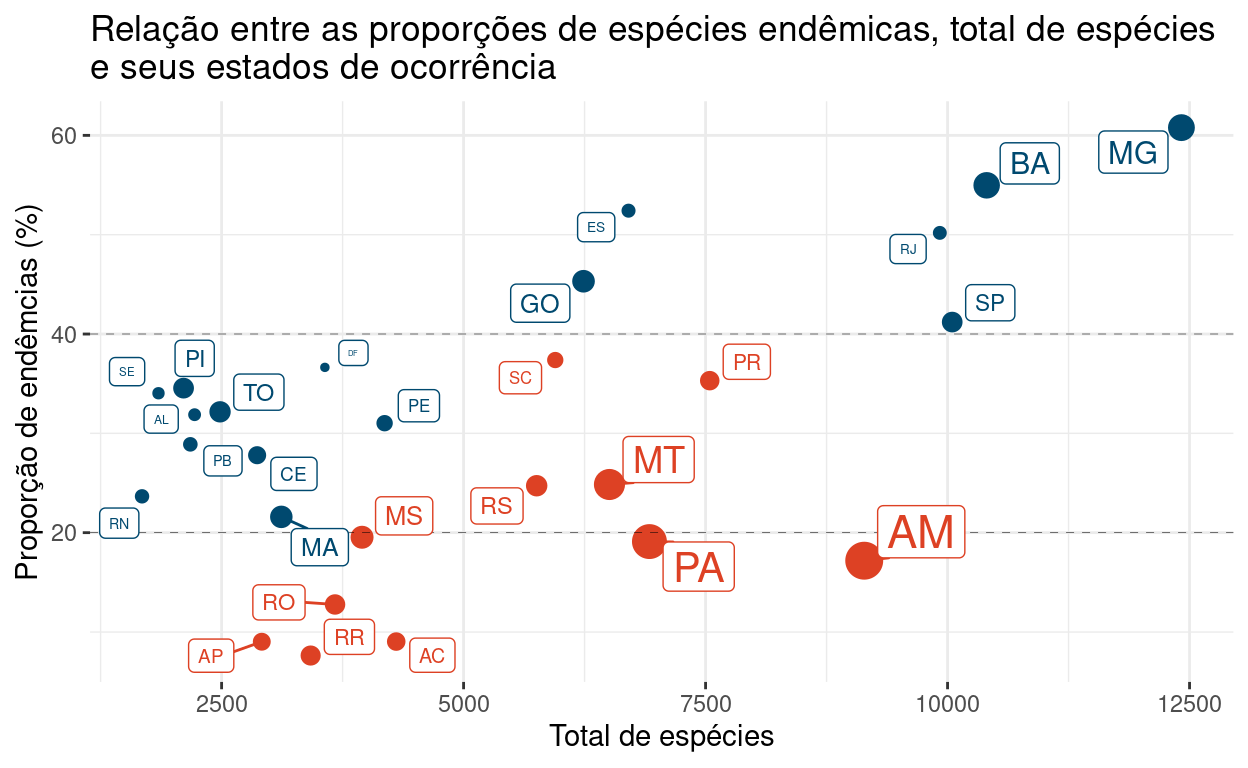 Relação entre as proporções de espécies endêmicas, total de espécies
e seus estados de ocorrência
Proporção de endêmcias (%)
60
40
20
MG
BA
ES
RJ
GO
SP
DF
PI
SE
SC
PR
TO
PE
AL
PB
CE
MT
RS
RN
MS
AM
MA
PA
RO
RR
AP
AC
2500
5000
7500
10000
12500
Total de espécies